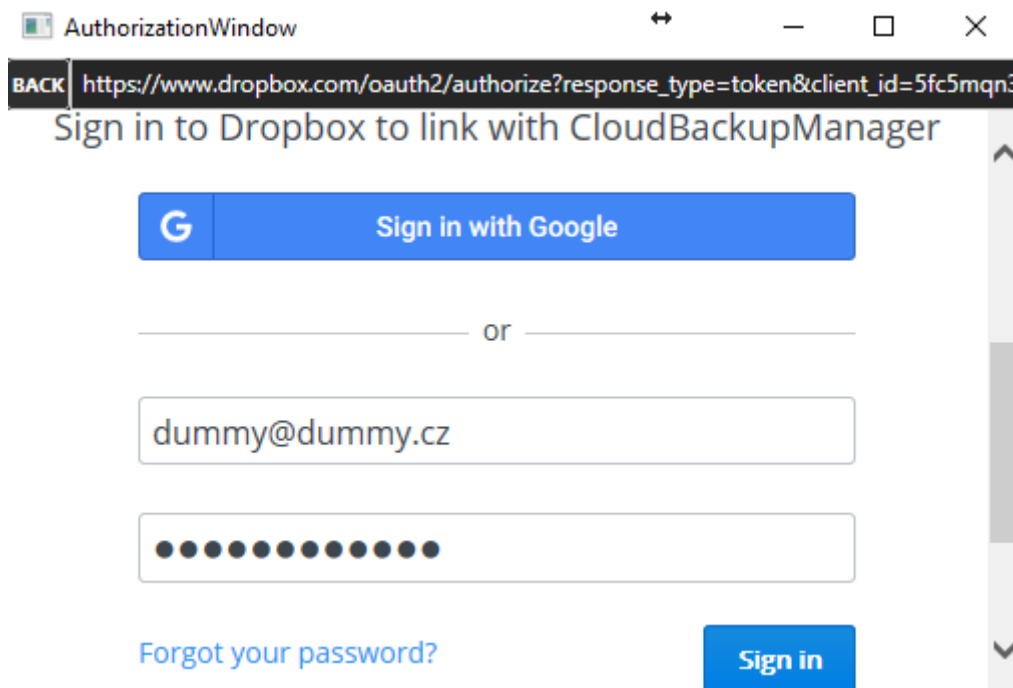 AuthorizationWindow
BACK https://www.dropbox.com/oauth2/authorize?response_type=token&client_id=5fc5mqn3
Sign in to Dropbox to link with CloudBackupManager
G Sign in with Google
or
dummy@dummy.cz
●●●●●●●●●●●●
Forgot your password? Sign in